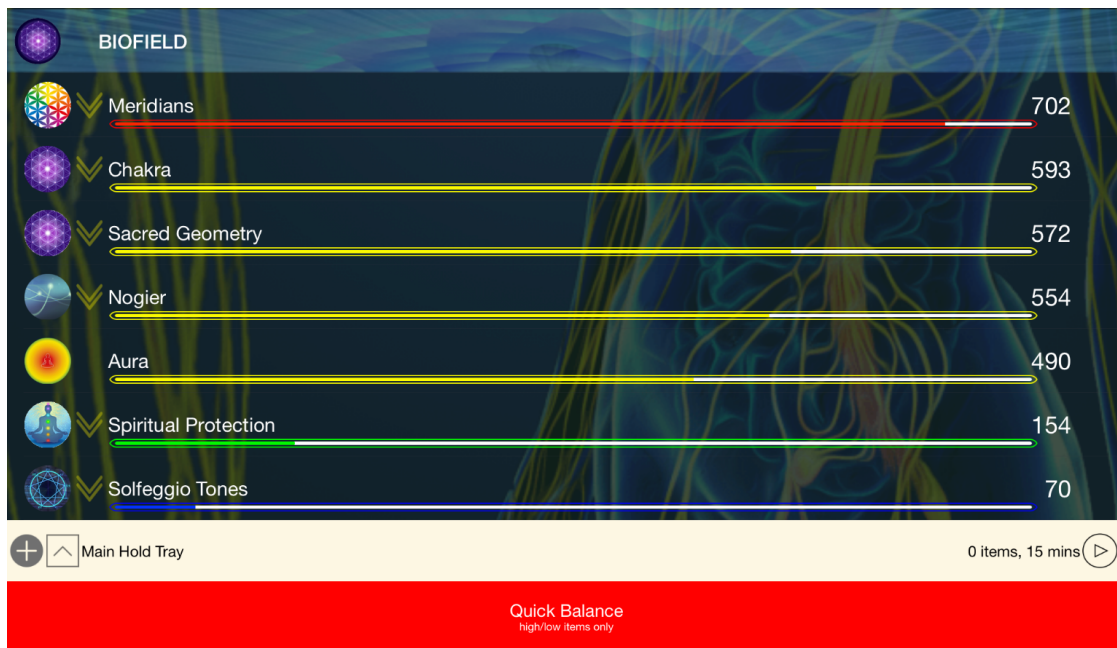 BIOFIELD
Meridians 702
Chakra 593
Sacred Geometry 572
Nogier 554
Aura 490
Spiritual Protection 154
Solfeggio Tones 70
Main Hold Tray 0 items, 15 mins
Quick Balance
high/low items only